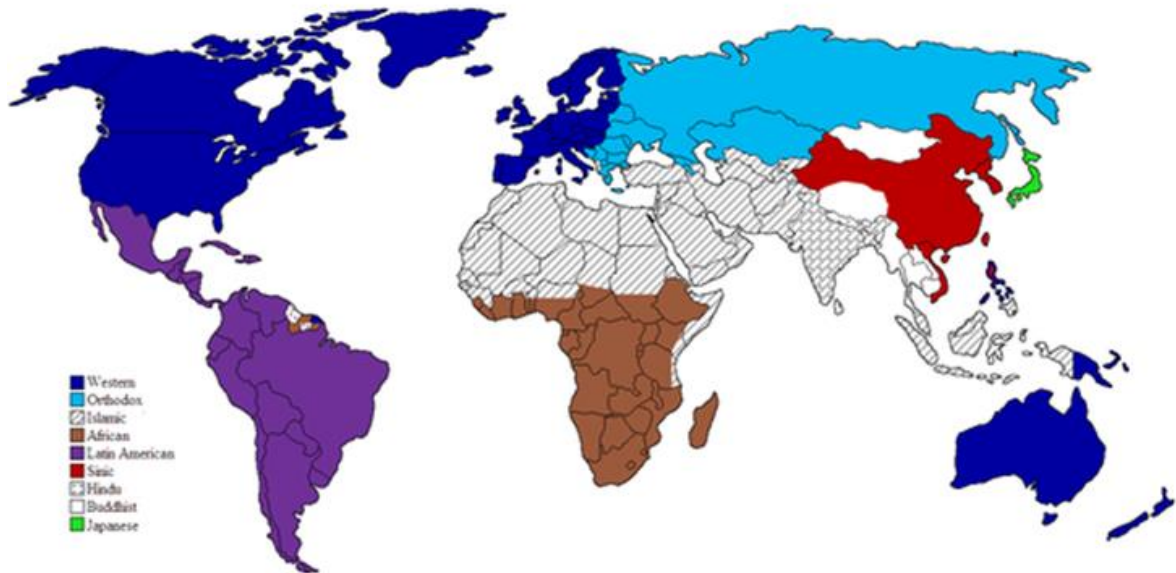 Western
Orthodox
Islamic
African
Latin American
Sinic
Hindu
Buddhist
Japanese